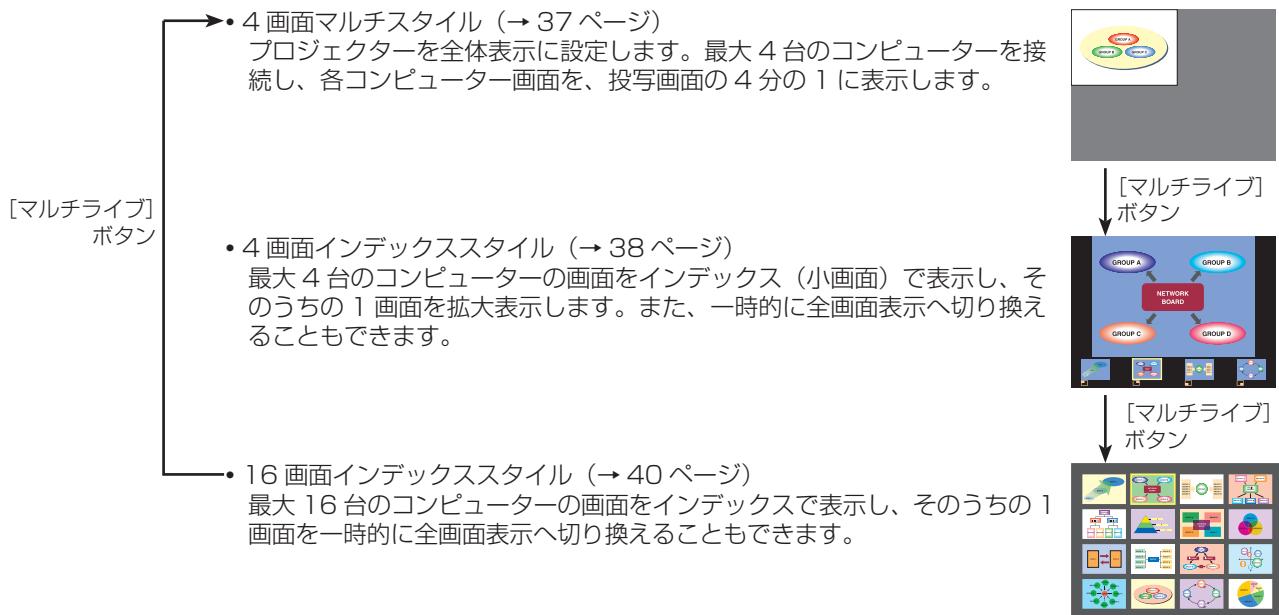 • 4 画面マルチスタイル（→ 37 ページ）
プロジェクターを全体表示に設定します。最大 4 台のコンピューターを接
続し、各コンピューター画面を、投写画面の 4 分の 1 に表示します。
GROUP A
GROUP B
GROUP C
[マルチライブ]
ボタン
[マルチライブ]
ボタン
• 4 画面インデックススタイル（→ 38 ページ）
最大 4 台のコンピューターの画面をインデックス（小画面）で表示し、そ
のうちの 1 画面を拡大表示します。また、一時的に全画面表示へ切り換え
ることもできます。
GROUP A
GROUP B
NETWORK
BOARD
GROUP C
GROUP D
[マルチライブ]
ボタン
• 16 画面インデックススタイル（→ 40 ページ）
最大 16 台のコンピューターの画面をインデックスで表示し、そのうちの 1
画面を一時的に全画面表示へ切り換えることもできます。